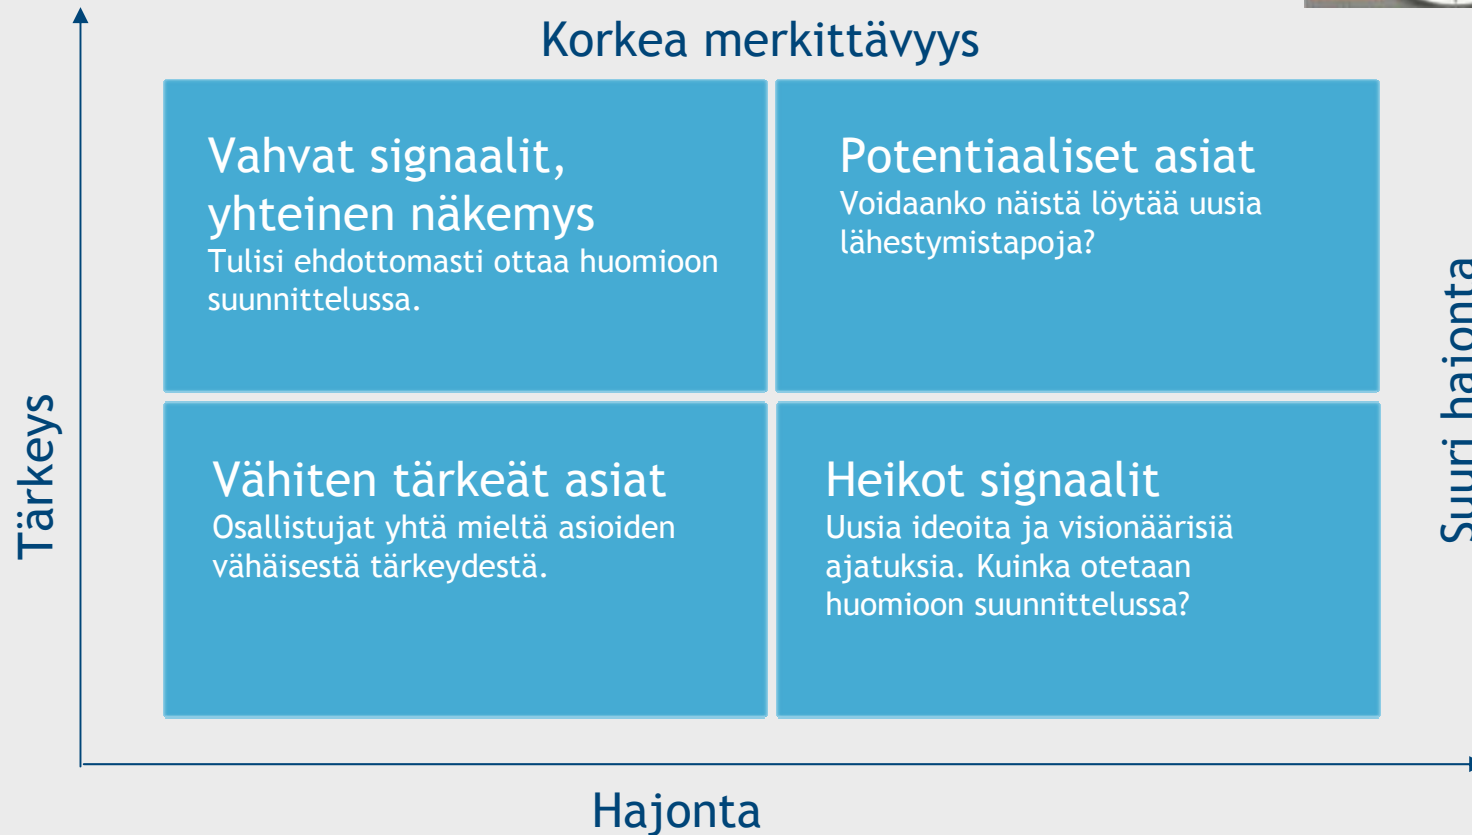 Korkea merkittävyys
Vahvat signaalit,
yhteinen näkemys
Tulisi ehdottomasti ottaa huomioon
suunnittelussa.
Potentiaaliset asiat
Voidaanko näistä löytää uusia
lähestymistapoja?
Tärkeys
Suuri hajonta
Vähiten tärkeät asiat
Osallistujat yhtä mieltä asioiden
vähäisestä tärkeydestä.
Heikot signaalit
Uusia ideoita ja visionäärisiä
ajatuksia. Kuinka otetaan
huomioon suunnittelussa?
Hajonta